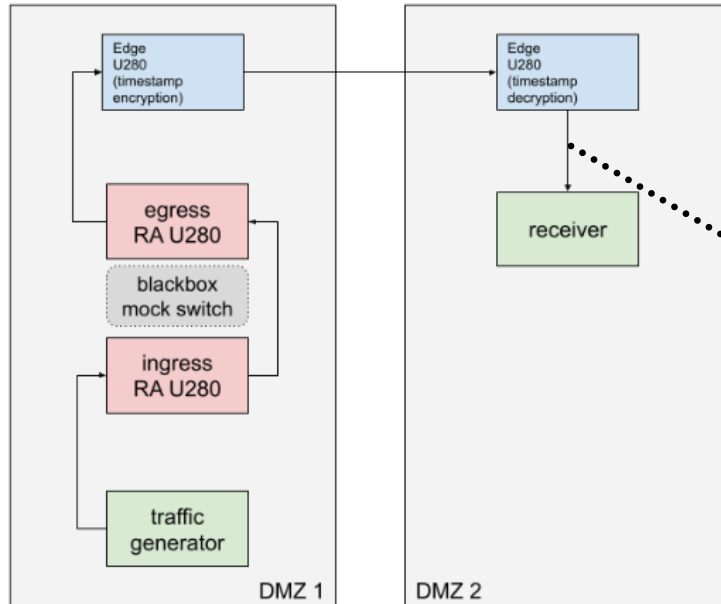 Edge
U280
(timestamp
encryption)
Edge
U280
(timestamp
decryption)
egress
RA U280
blackbox
mock switch
ingress
RA U280
traffic
generator
receiver
DMZ 1
DMZ 2